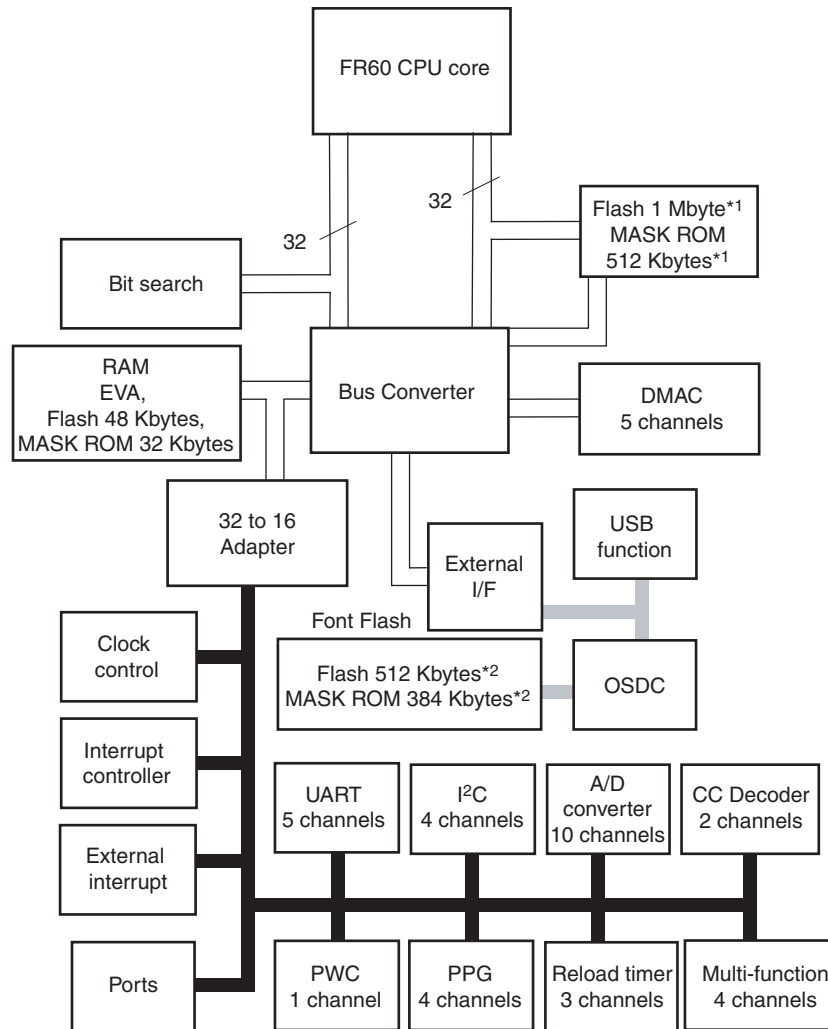 FR60 CPU core
32
32
Flash 1 Mbyte*1
MASK ROM
512 Kbytes*1
Bit search
RAM
EVA,
Flash 48 Kbytes,
MASK ROM 32 Kbytes
Bus Converter
DMAC
5 channels
32 to 16
Adapter
External
I/F
USB
function
Font Flash
Flash 512 Kbytes*2
MASK ROM 384 Kbytes*2
OSDC
Clock
control
Interrupt
controller
External
interrupt
Ports
UART
5 channels
I²C
4 channels
A/D
converter
10 channels
CC Decoder
2 channels
PWC
1 channel
PPG
4 channels
Reload timer
3 channels
Multi-function
4 channels